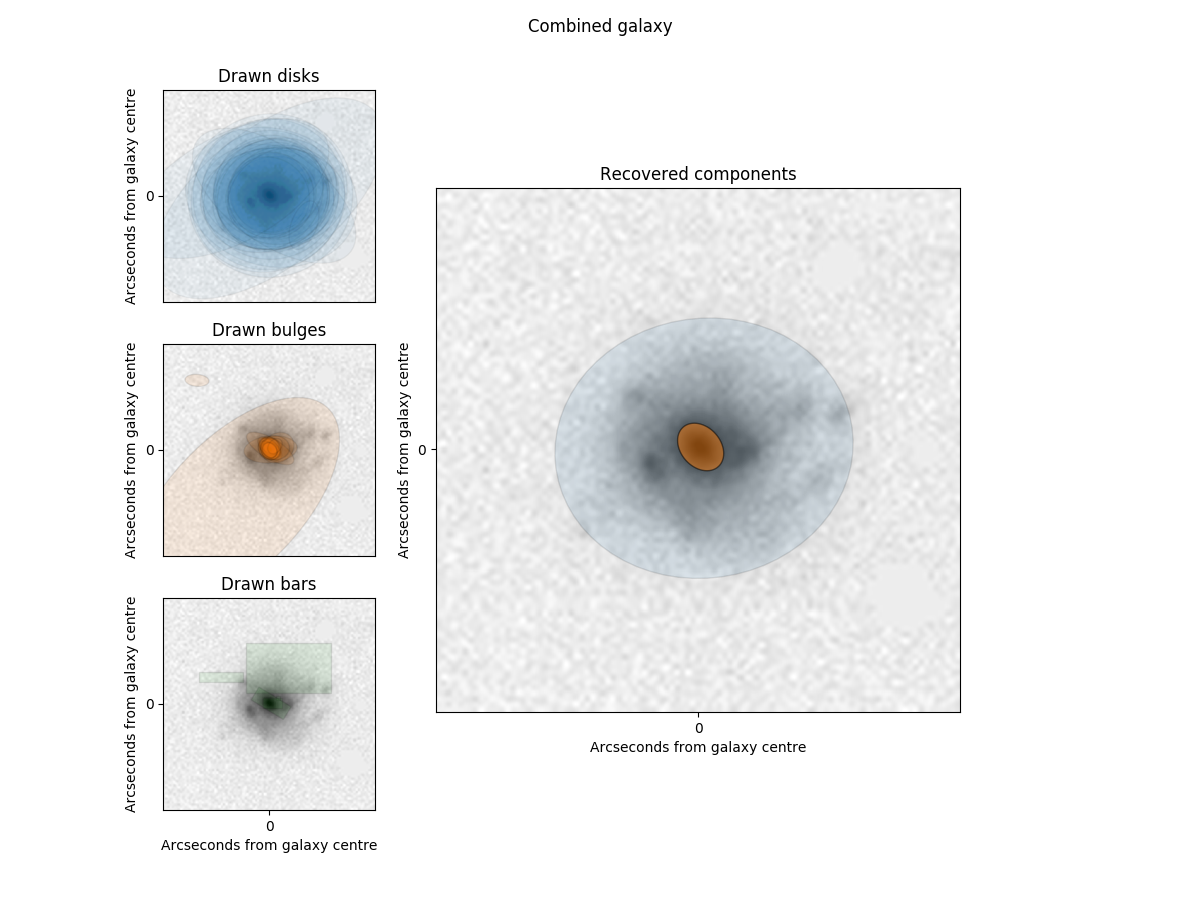 Combined galaxy
Drawn disks
Arcseconds from galaxy centre
0
Drawn bulges
Arcseconds from galaxy centre
0
Drawn bars
Arcseconds from galaxy centre
0
0
Arcseconds from galaxy centre
Recovered components
Arcseconds from galaxy centre
0
0
Arcseconds from galaxy centre